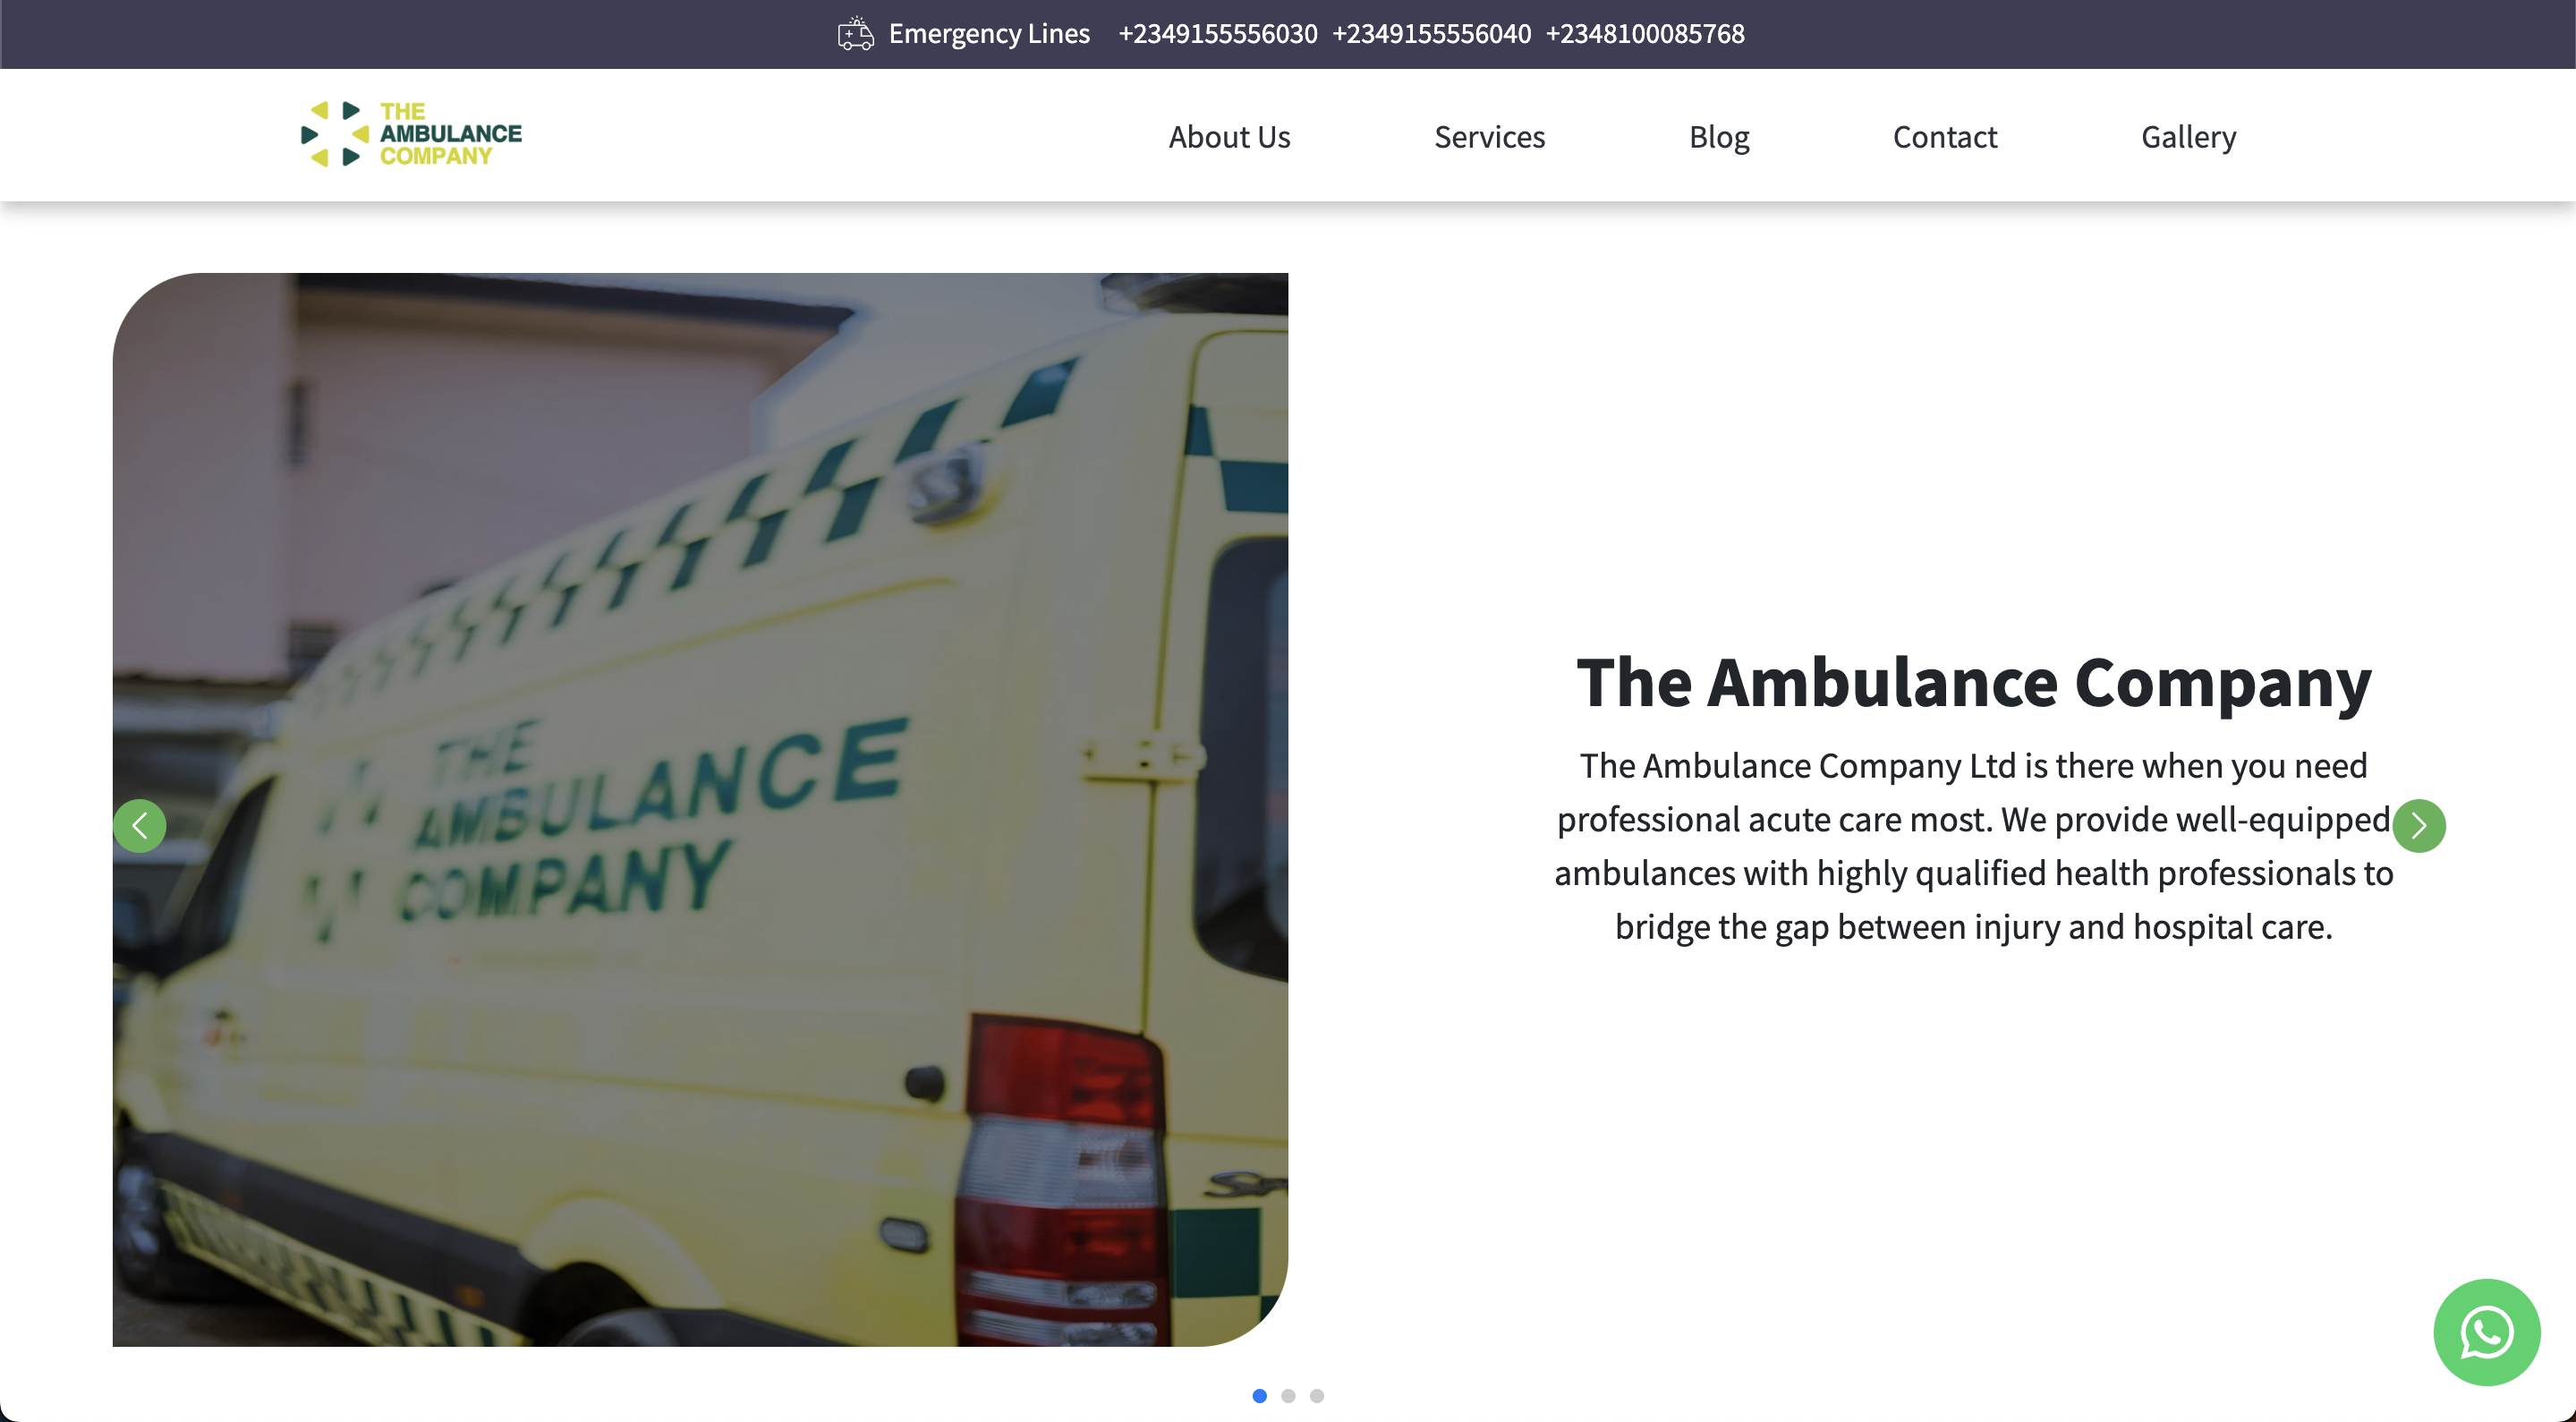 Emergency Lines +2349155556030 +2349155556040 +2348100085768
THE
AMBULANCE
COMPANY
About Us Services Blog Contact Gallery
THE
AMBULANCE
COMPANY
The Ambulance Company
The Ambulance Company Ltd is there when you need
professional acute care most. We provide well-equipped
ambulances with highly qualified health professionals to
bridge the gap between injury and hospital care.